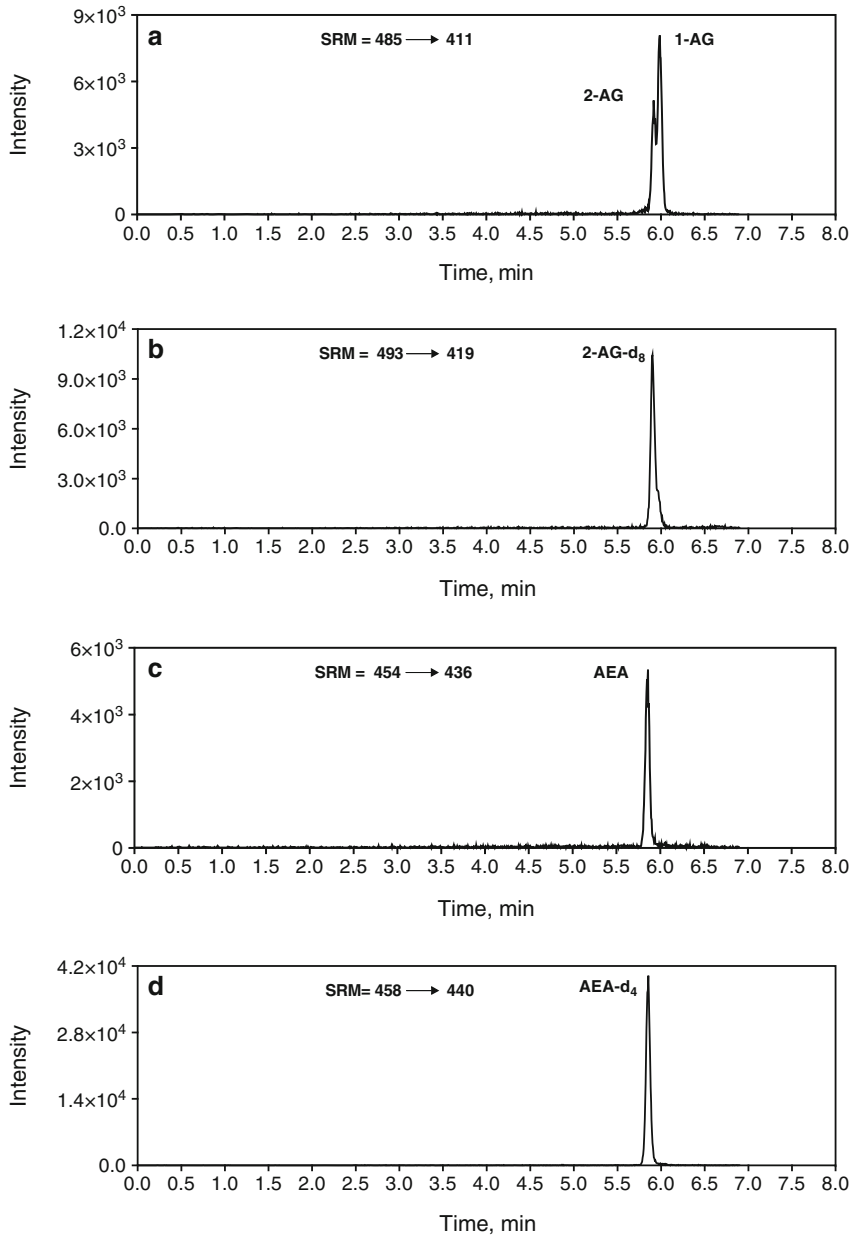 a
SRM = 485 → 411
1-AG
2-AG
Intensity
9×10³
6×10³
3×10³
0
0.0 0.5 1.0 1.5 2.0 2.5 3.0 3.5 4.0 4.5 5.0 5.5 6.0 6.5 7.0 7.5 8.0
Time, min
b
SRM = 493 → 419
2-AG-d₈
Intensity
1.2×10⁴
9.0×10³
6.0×10³
3.0×10³
0.0
0.0 0.5 1.0 1.5 2.0 2.5 3.0 3.5 4.0 4.5 5.0 5.5 6.0 6.5 7.0 7.5 8.0
Time, min
c
SRM = 454 → 436
AEA
Intensity
6×10³
4×10³
2×10³
0
0.0 0.5 1.0 1.5 2.0 2.5 3.0 3.5 4.0 4.5 5.0 5.5 6.0 6.5 7.0 7.5 8.0
Time, min
d
SRM= 458 → 440
AEA-d₄
Intensity
4.2×10⁴
2.8×10⁴
1.4×10⁴
0.0
0.0 0.5 1.0 1.5 2.0 2.5 3.0 3.5 4.0 4.5 5.0 5.5 6.0 6.5 7.0 7.5 8.0
Time, min